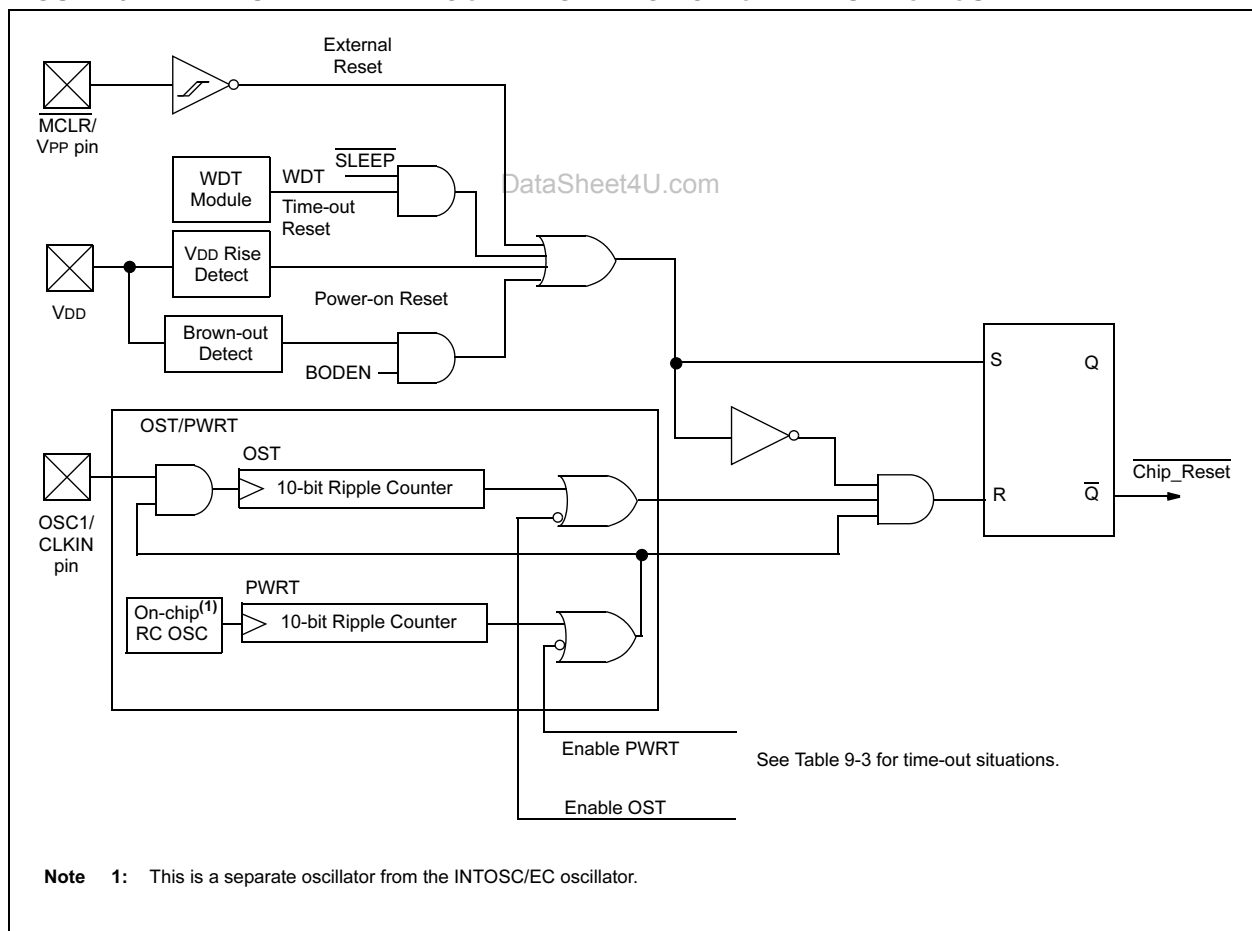 External
Reset
MCLR/
VPP pin
SLEEP
WDT
Module
WDT
Time-out
Reset
DataSheet4U.com
VDD Rise
Detect
VDD
Power-on Reset
Brown-out
Detect
BODEN
S
Q
OST/PWRT
OST
10-bit Ripple Counter
Chip_Reset
R
Q
OSC1/
CLKIN
pin
PWRT
On-chip(1)
RC OSC
10-bit Ripple Counter
Enable PWRT
See Table 9-3 for time-out situations.
Enable OST
Note 1: This is a separate oscillator from the INTOSC/EC oscillator.